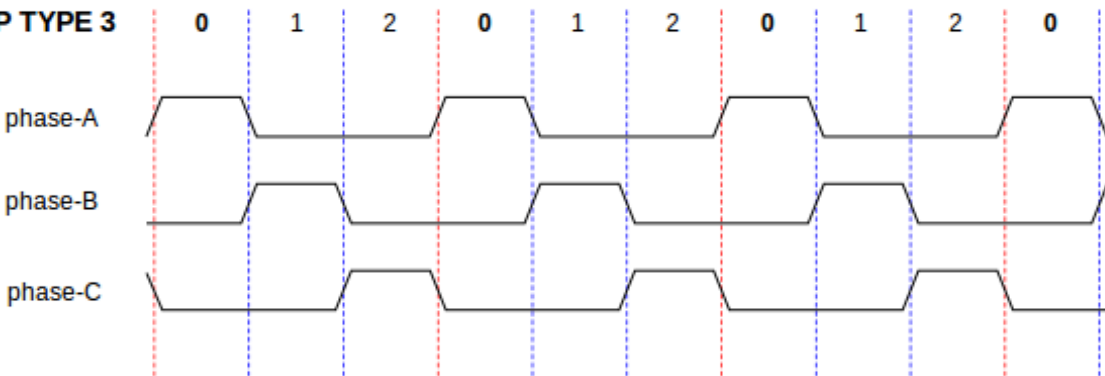 P TYPE 3 0 1 2 0 1 2 0 1 2 0
phase-A
phase-B
phase-C